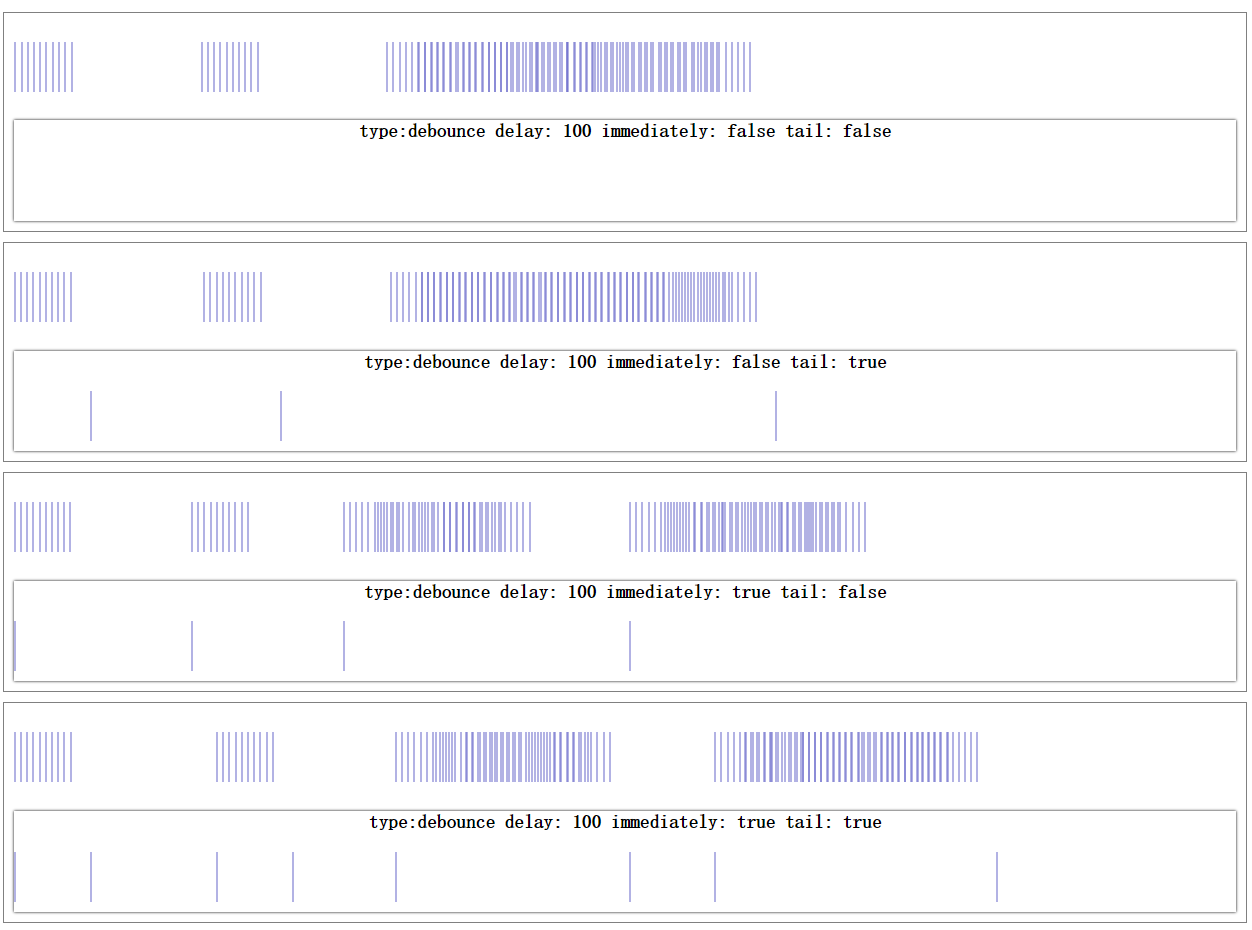 type:debounce delay: 100 immediately: false tail: false
type:debounce delay: 100 immediately: false tail: true
type:debounce delay: 100 immediately: true tail: false
type:debounce delay: 100 immediately: true tail: true